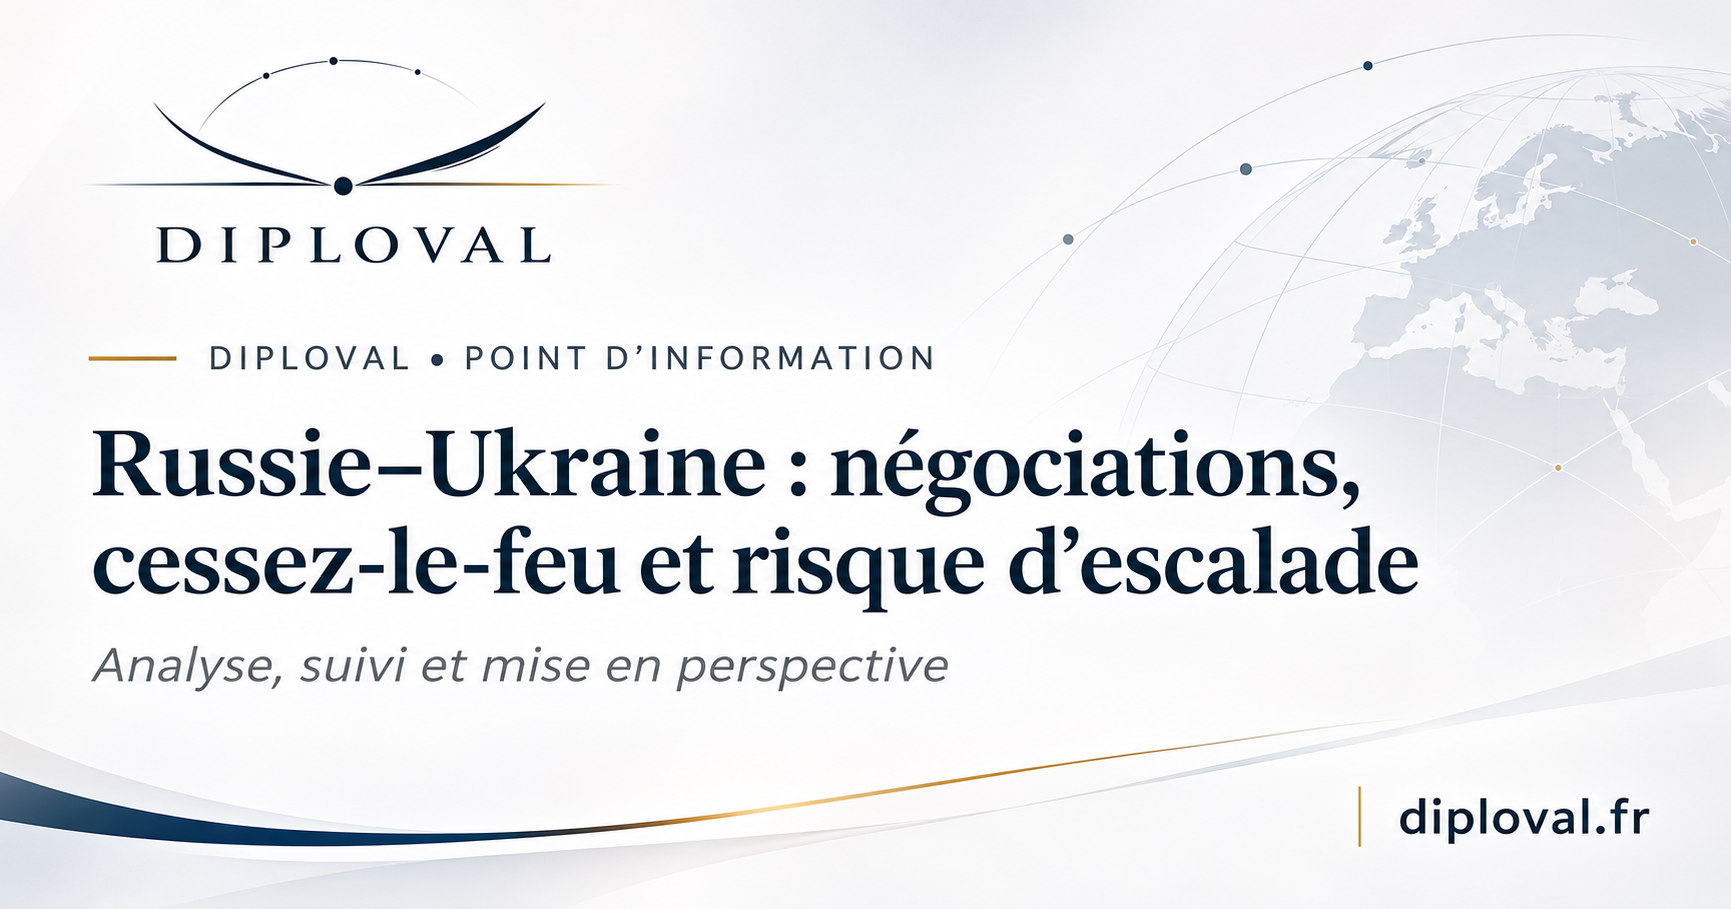 DIPLOVAL
DIPLOVAL • POINT D’INFORMATION
Russie–Ukraine : négociations,
cessez-le-feu et risque d’escalade
Analyse, suivi et mise en perspective
diploval.fr